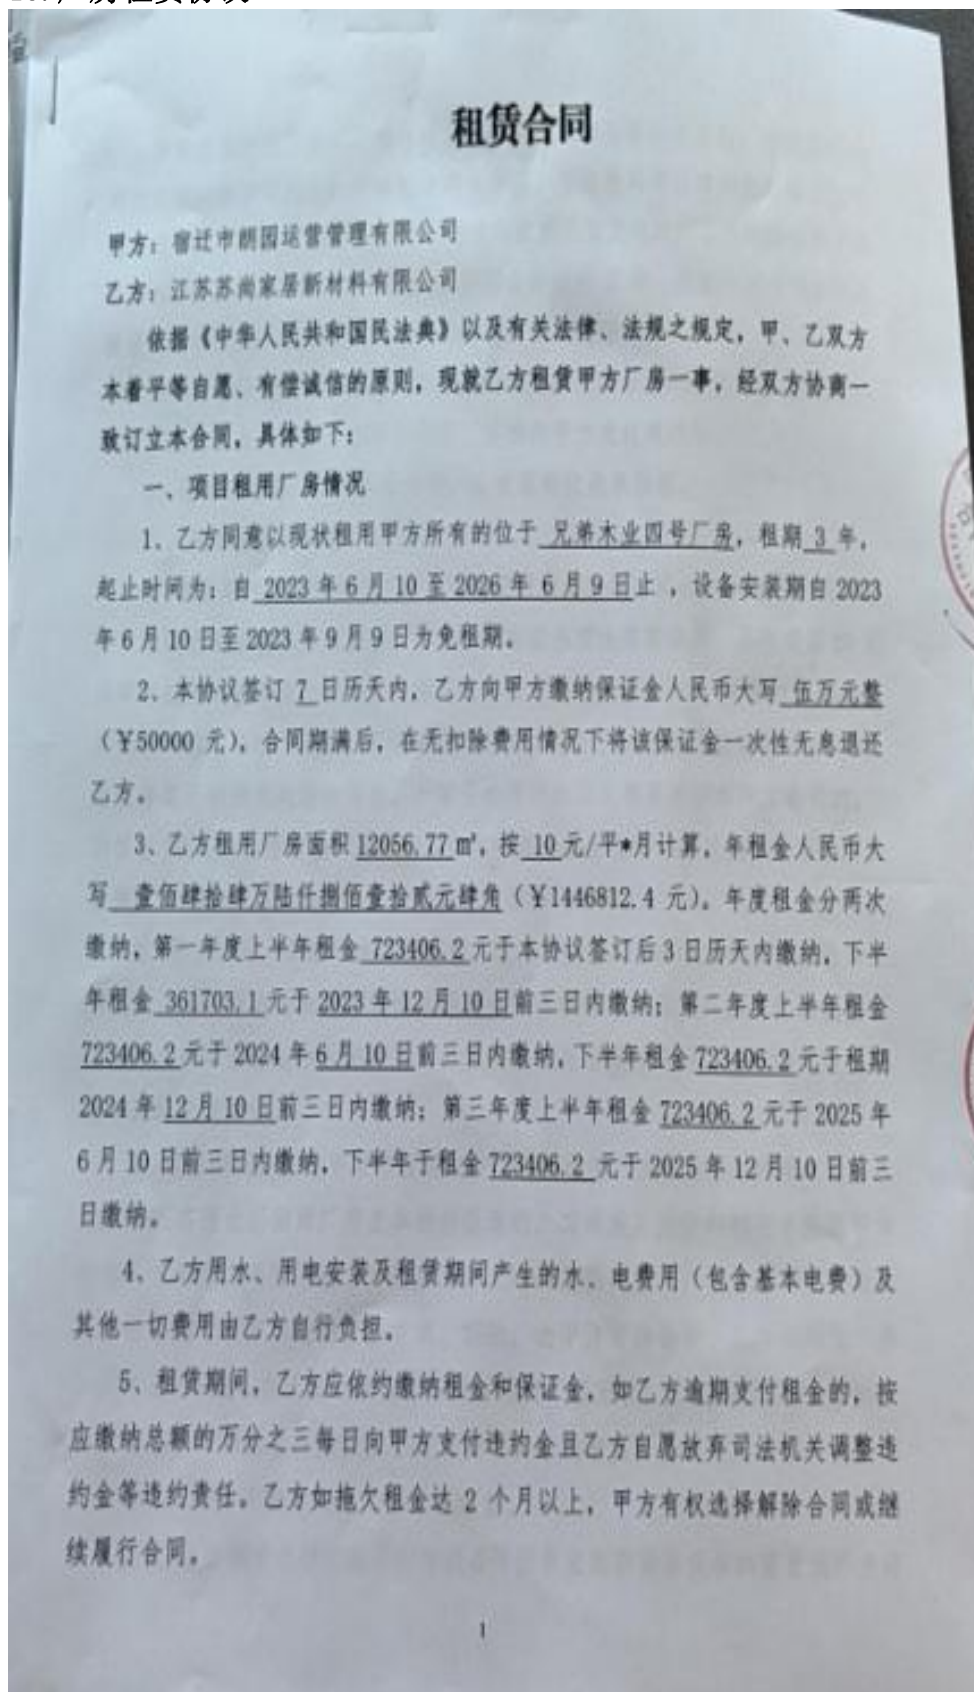 租赁合同
甲方：宿迁市朗园运营管理有限公司
乙方：江苏苏尚家居新材料有限公司
依据《中华人民共和国民法典》以及有关法律、法规之规定，甲、乙双方
本着平等自愿、有偿诚信的原则，现就乙方租赁甲方厂房一事，经双方协商一
致订立本合同，具体如下：
一、项目租用厂房情况
1、乙方同意以现状租用甲方所有的位于 兄弟木业四号厂房，租期 3 年，
起止时间为：自 2023 年 6 月 10 至 2026 年 6 月 9 日止 ，设备安装期自 2023
年 6 月 10 日至 2023 年 9 月 9 日为免租期。
2、本协议签订 7 日历天内，乙方向甲方缴纳保证金人民币大写 伍万元整
（￥50000 元），合同期满后，在无扣除费用情况下将该保证金一次性无息退还
乙方。
3、乙方租用厂房面积 12056.77 ㎡，按 10 元/平*月计算，年租金人民币大
写 壹佰肆拾肆万陆仟捌佰壹拾贰元肆角（￥1446812.4 元）。年度租金分两次
缴纳，第一年度上半年租金 723406.2 元于本协议签订后 3 日历天内缴纳，下半
年租金 361703.1 元于 2023 年 12 月 10 日前三日内缴纳；第二年度上半年租金
723406.2 元于 2024 年 6 月 10 日前三日内缴纳，下半年租金 723406.2 元于租期
2024 年 12 月 10 日前三日内缴纳；第三年度上半年租金 723406.2 元于 2025 年
6 月 10 日前三日内缴纳，下半年于租金 723406.2 元于 2025 年 12 月 10 日前三
日缴纳。
4、乙方用水、用电安装及租赁期间产生的水、电费用（包含基本电费）及
其他一切费用由乙方自行负担。
5、租赁期间，乙方应依约缴纳租金和保证金，如乙方逾期支付租金的，按
应缴纳总额的万分之三每日向甲方支付违约金且乙方自愿放弃司法机关调整违
约金等违约责任。乙方如拖欠租金达 2 个月以上，甲方有权选择解除合同或继
续履行合同。
1